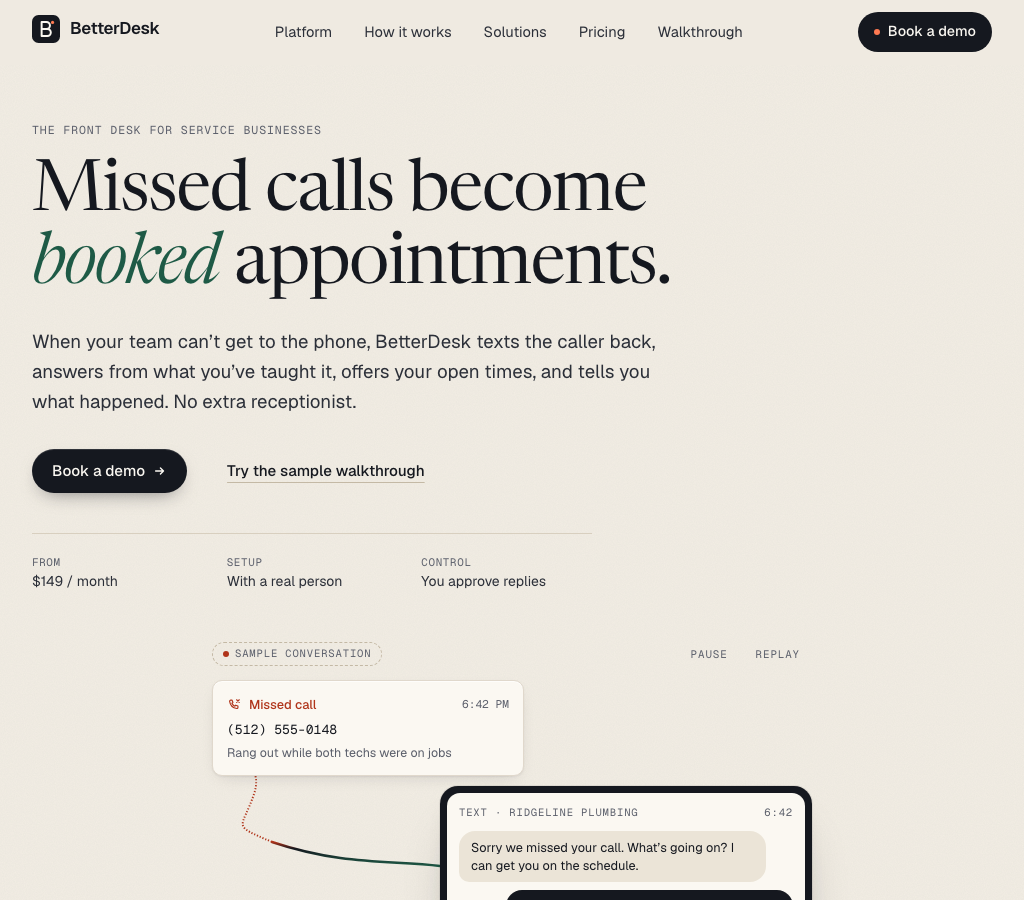 BetterDesk
Platform
How it works
Solutions
Pricing
Walkthrough
Book a demo
THE FRONT DESK FOR SERVICE BUSINESSES
Missed calls become
booked appointments.
When your team can’t get to the phone, BetterDesk texts the caller back,
answers from what you’ve taught it, offers your open times, and tells you
what happened. No extra receptionist.
Book a demo →
Try the sample walkthrough
FROM
$149 / month
SETUP
With a real person
CONTROL
You approve replies
SAMPLE CONVERSATION
PAUSE
REPLAY
Missed call
6:42 PM
(512) 555-0148
Rang out while both techs were on jobs
TEXT · RIDGELINE PLUMBING
6:42
Sorry we missed your call. What’s going on? I
can get you on the schedule.